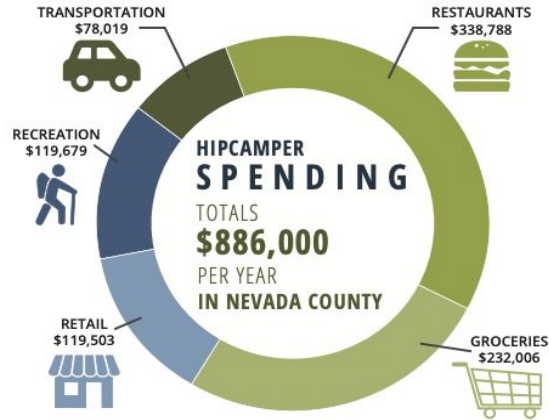 TRANSPORTATION
$78,019
RESTAURANTS
$338,788
RECREATION
$119,679
HIPCAMPER
SPENDING
TOTALS
$886,000
PER YEAR
IN NEVADA COUNTY
RETAIL
$119,503
GROCERIES
$232,006